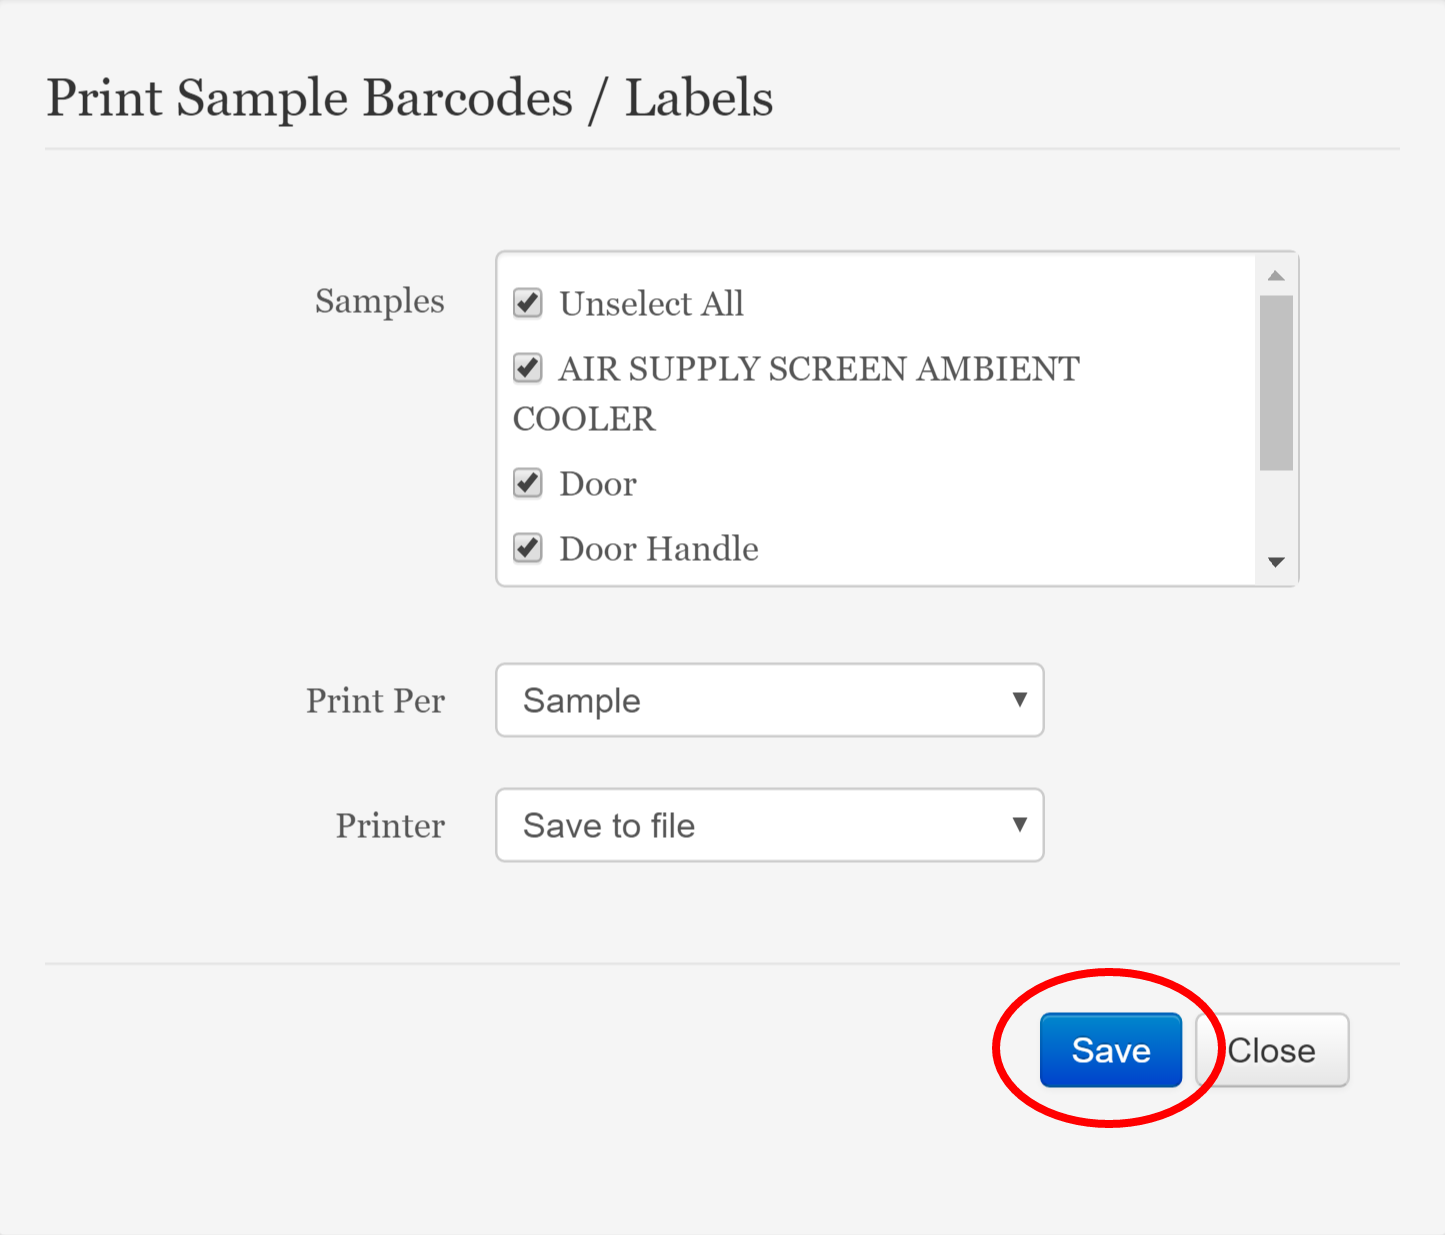 Print Sample Barcodes / Labels
Samples
Unselect All
AIR SUPPLY SCREEN AMBIENT
COOLER
Door
Door Handle
Print Per
Sample
Printer
Save to file
Save
Close